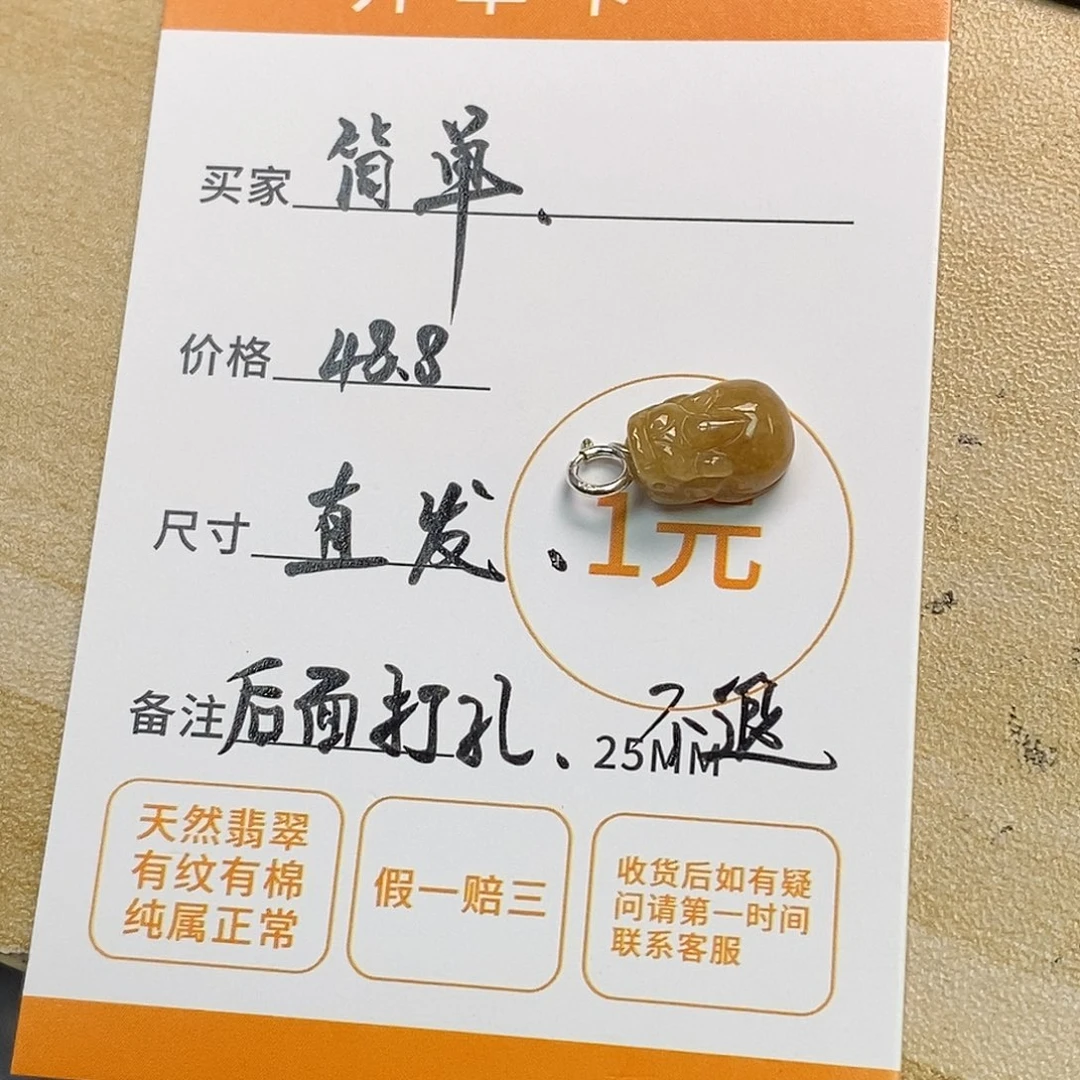 买家 简单.
价格 48.8
尺寸 直发、
1元
备注 后面打孔、不退
25MM
天然翡翠
有纹有棉
纯属正常
假一赔三
收货后如有疑
问请第一时间
联系客服